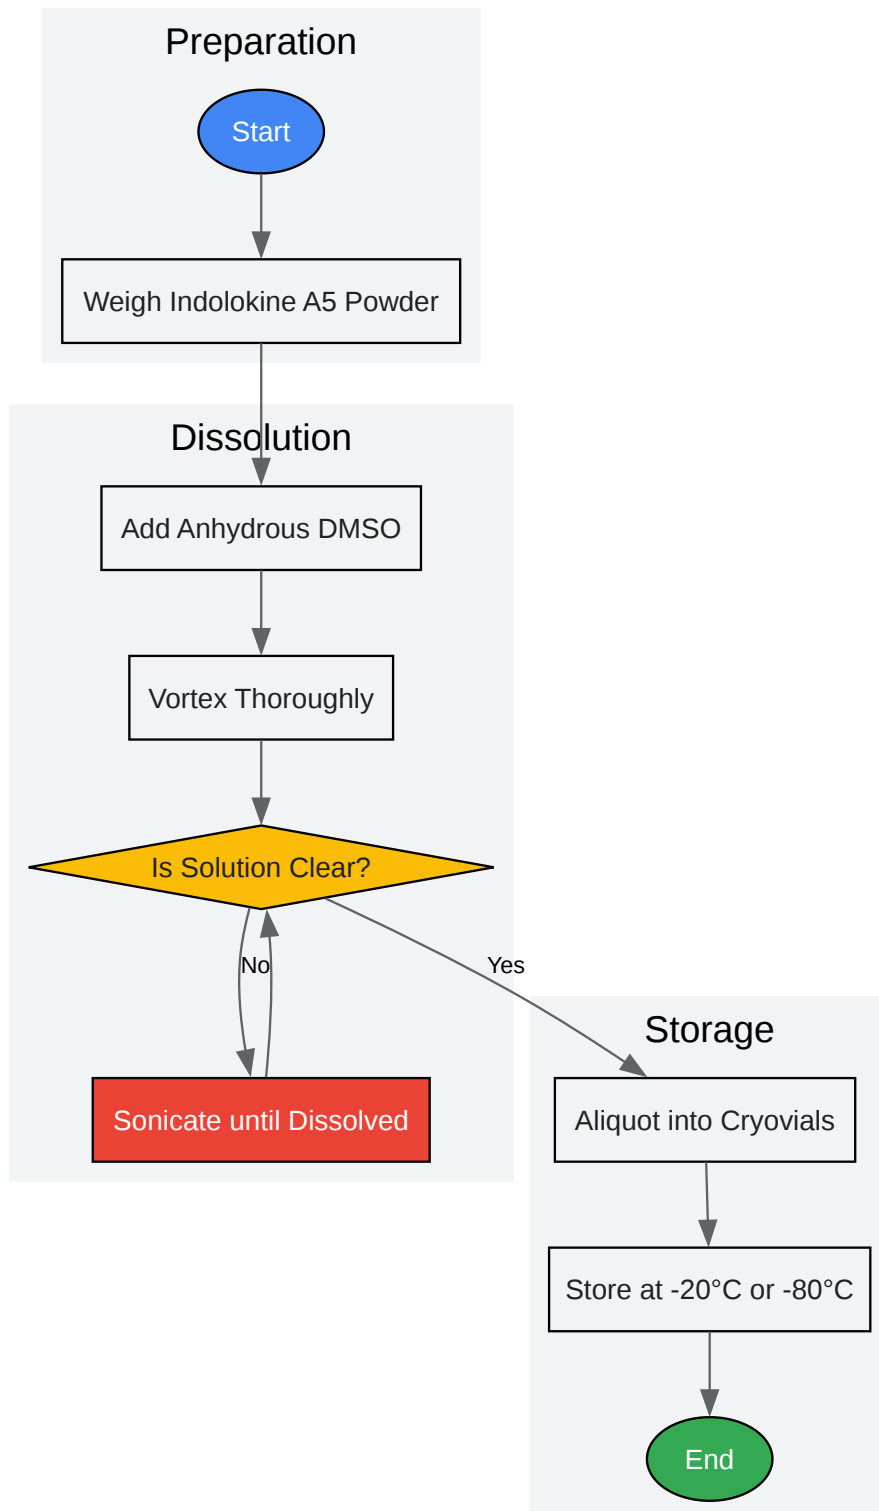 Preparation
Start
Weigh Indolokine A5 Powder
Dissolution
Add Anhydrous DMSO
Vortex Thoroughly
Is Solution Clear?
No
Yes
Sonicate until Dissolved
Storage
Aliquot into Cryovials
Store at -20°C or -80°C
End